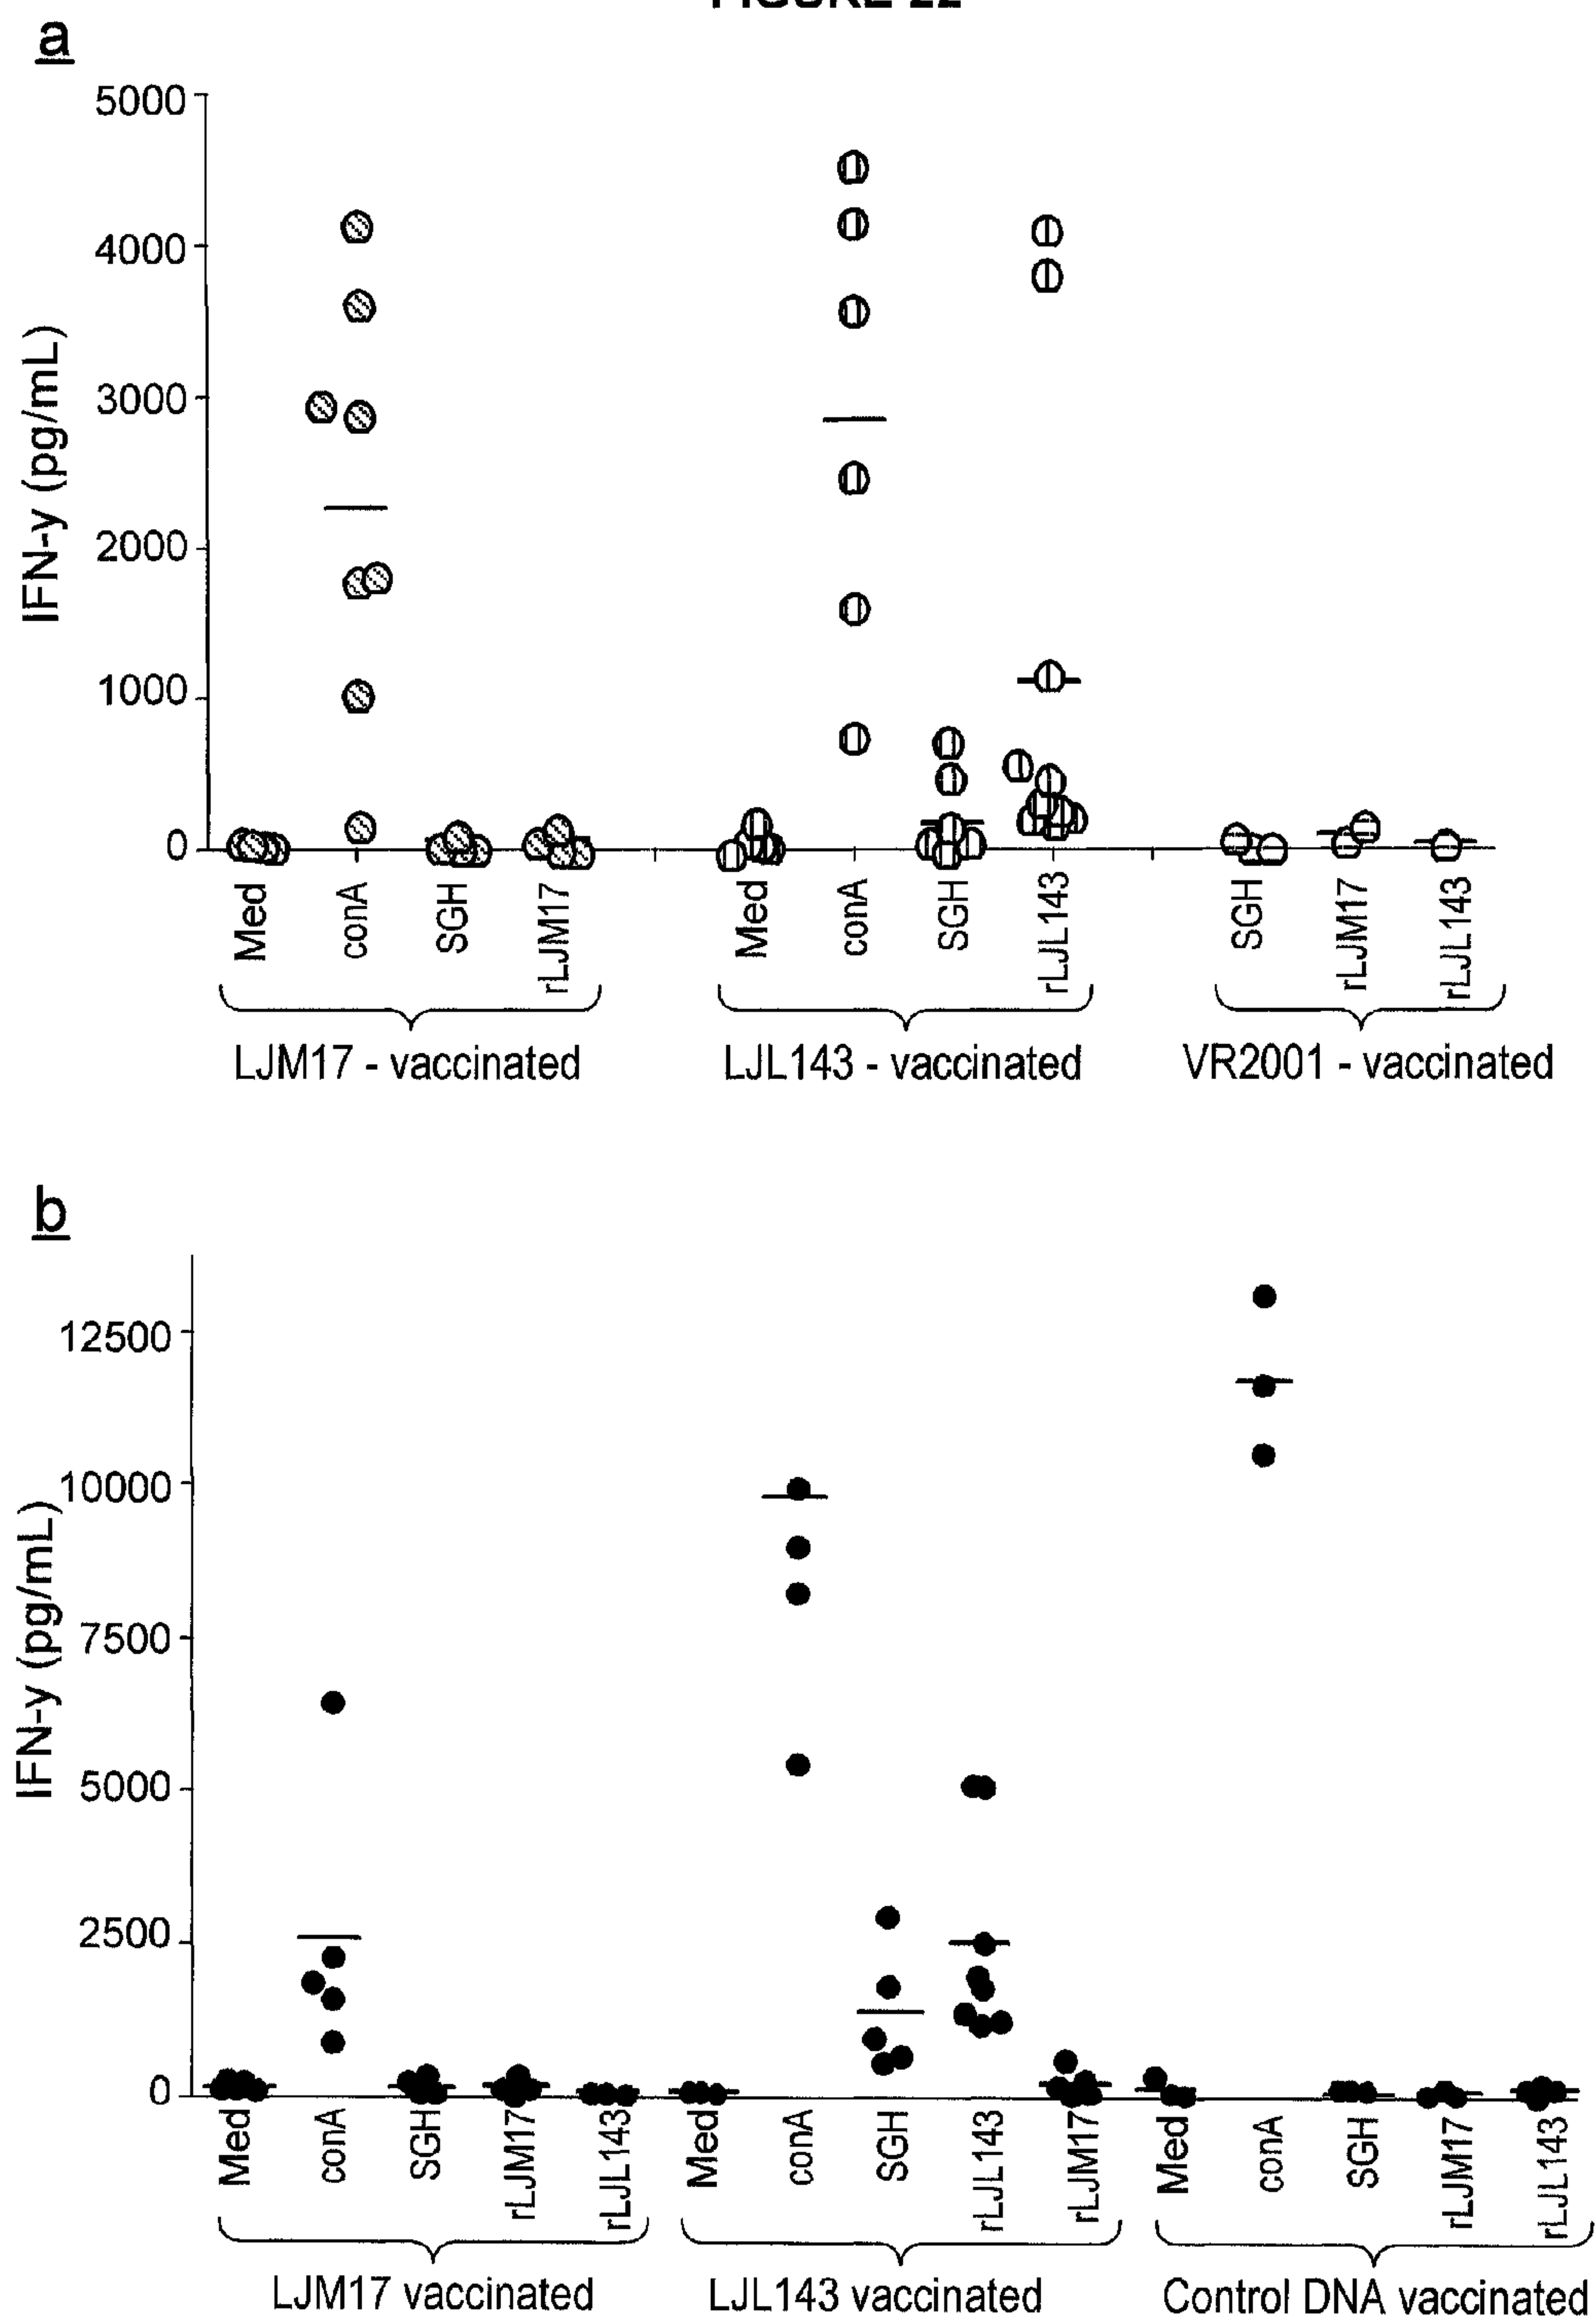 FIGURE 22
a
5000
4000
3000
2000
1000
0
IFN-y (pg/mL)
Med conA SGH rLJM17 Med conA SGH rLJL143 SGH rLJM17 rLJL143
LJM17 - vaccinated LJL143 - vaccinated VR2001 - vaccinated
b
12500
10000
7500
5000
2500
0
IFN-y (pg/mL)
Med conA SGH rLJM17 rLJL143 Med conA SGH rLJL143 rLJM17 Med conA SGH rLJM17 rLJL143
LJM17 vaccinated LJL143 vaccinated Control DNA vaccinated